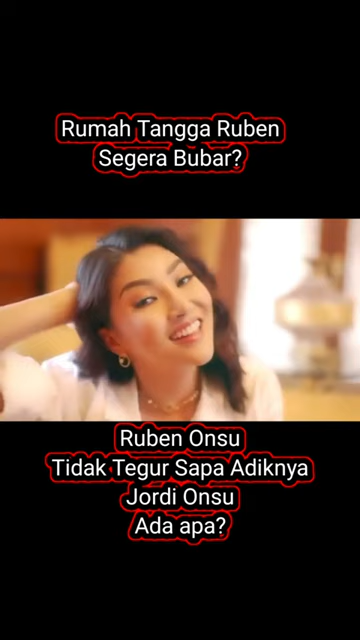 Rumah Tangga Ruben
Segera Bubar?
Ruben Onsu
Tidak Tegur Sapa Adiknya
Jordi Onsu
Ada apa?